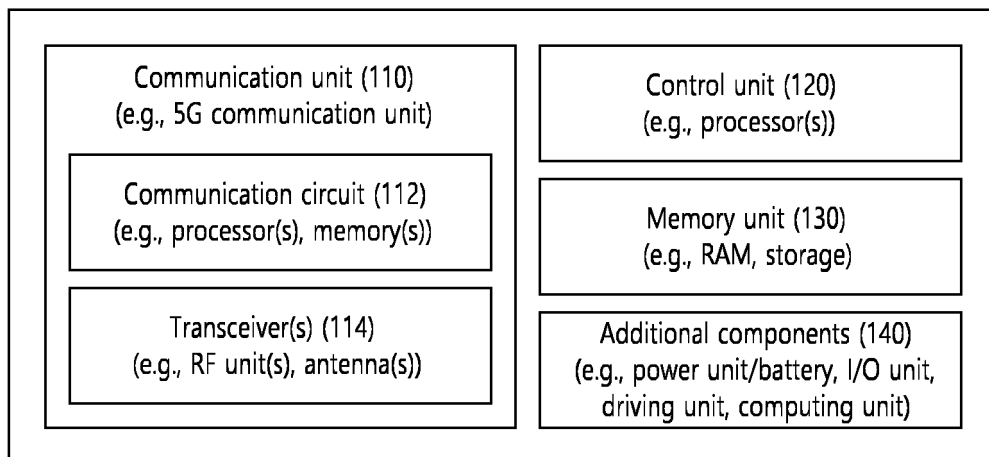 Communication unit (110)
(e.g., 5G communication unit)
Communication circuit (112)
(e.g., processor(s), memory(s))
Transceiver(s) (114)
(e.g., RF unit(s), antenna(s))
Control unit (120)
(e.g., processor(s))
Memory unit (130)
(e.g., RAM, storage)
Additional components (140)
(e.g., power unit/battery, I/O unit,
driving unit, computing unit)